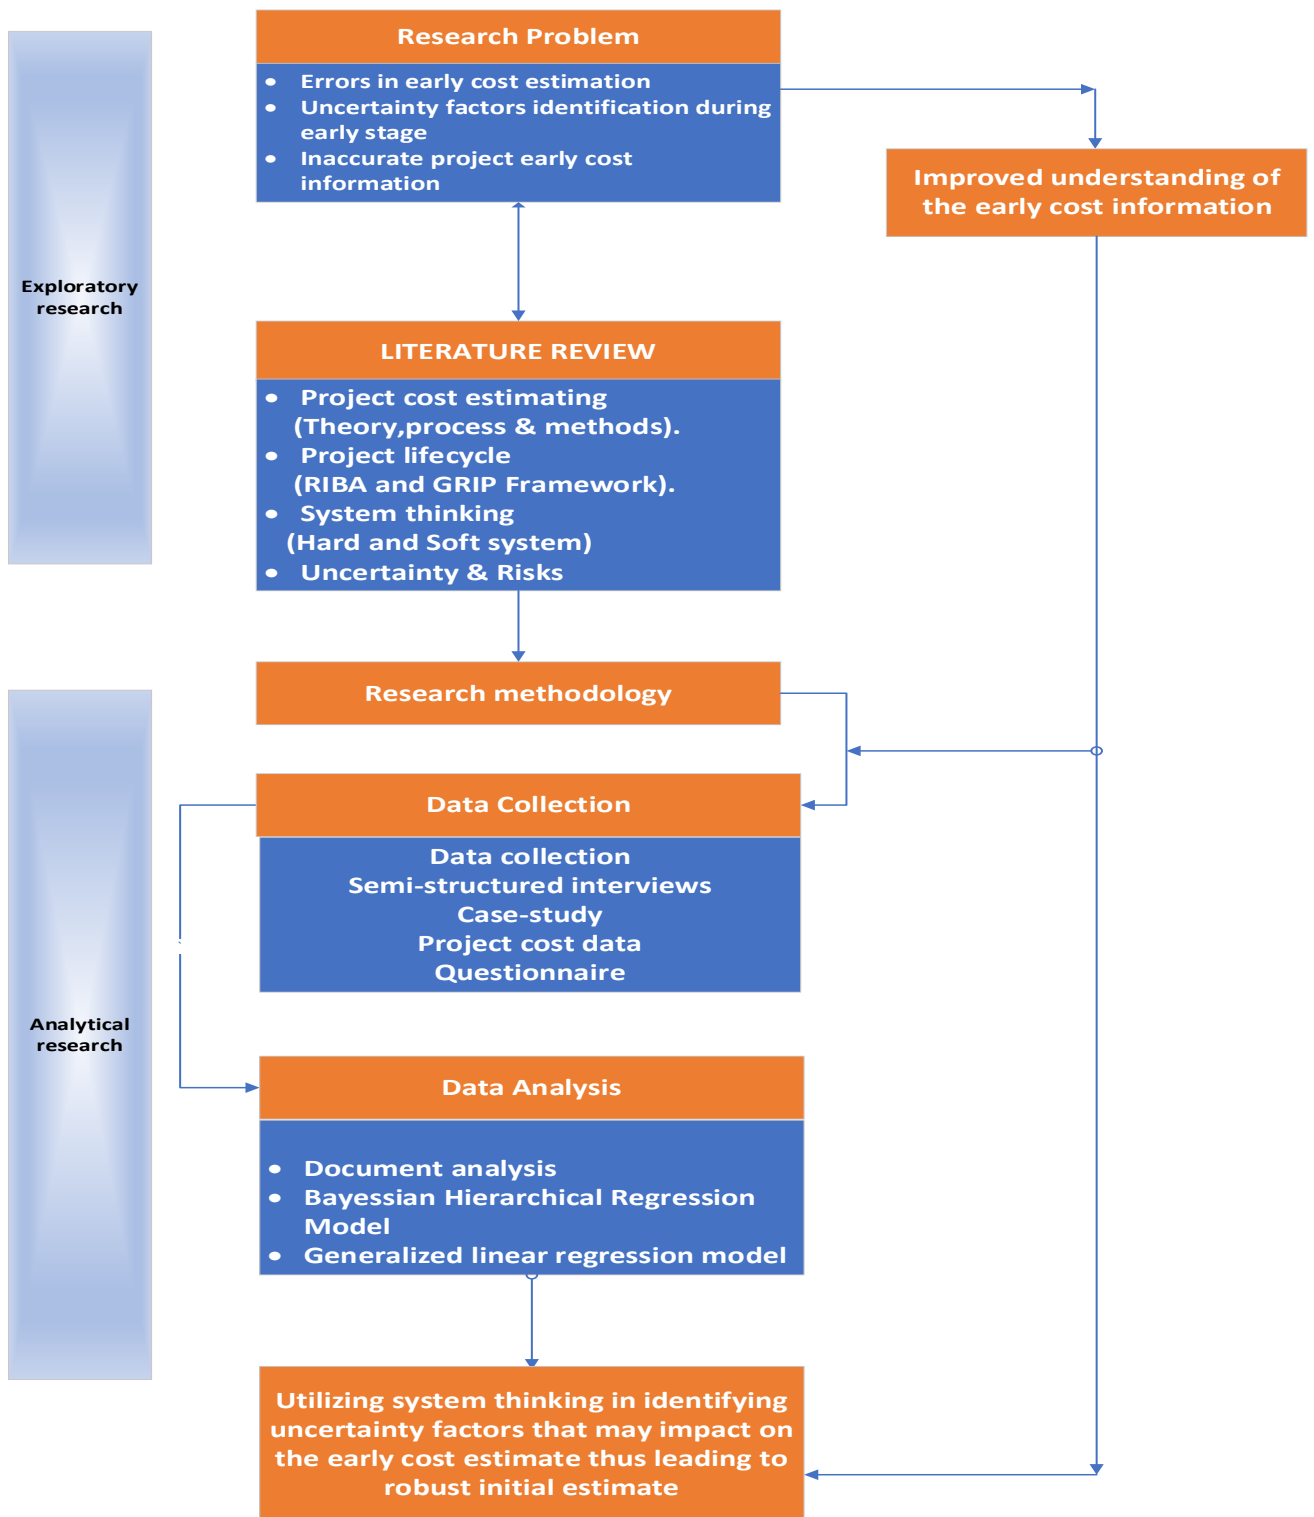 Research Problem
• Errors in early cost estimation
• Uncertainty factors identification during
early stage
• Inaccurate project early cost
information
Improved understanding of
the early cost information
Exploratory
research
LITERATURE REVIEW
• Project cost estimating
(Theory,process & methods).
• Project lifecycle
(RIBA and GRIP Framework).
• System thinking
(Hard and Soft system)
• Uncertainty & Risks
Research methodology
Data Collection
Data collection
Semi-structured interviews
Case-study
Project cost data
Questionnaire
Analytical
research
Data Analysis
• Document analysis
• Bayessian Hierarchical Regression
Model
• Generalized linear regression model
Utilizing system thinking in identifying
uncertainty factors that may impact on
the early cost estimate thus leading to
robust initial estimate